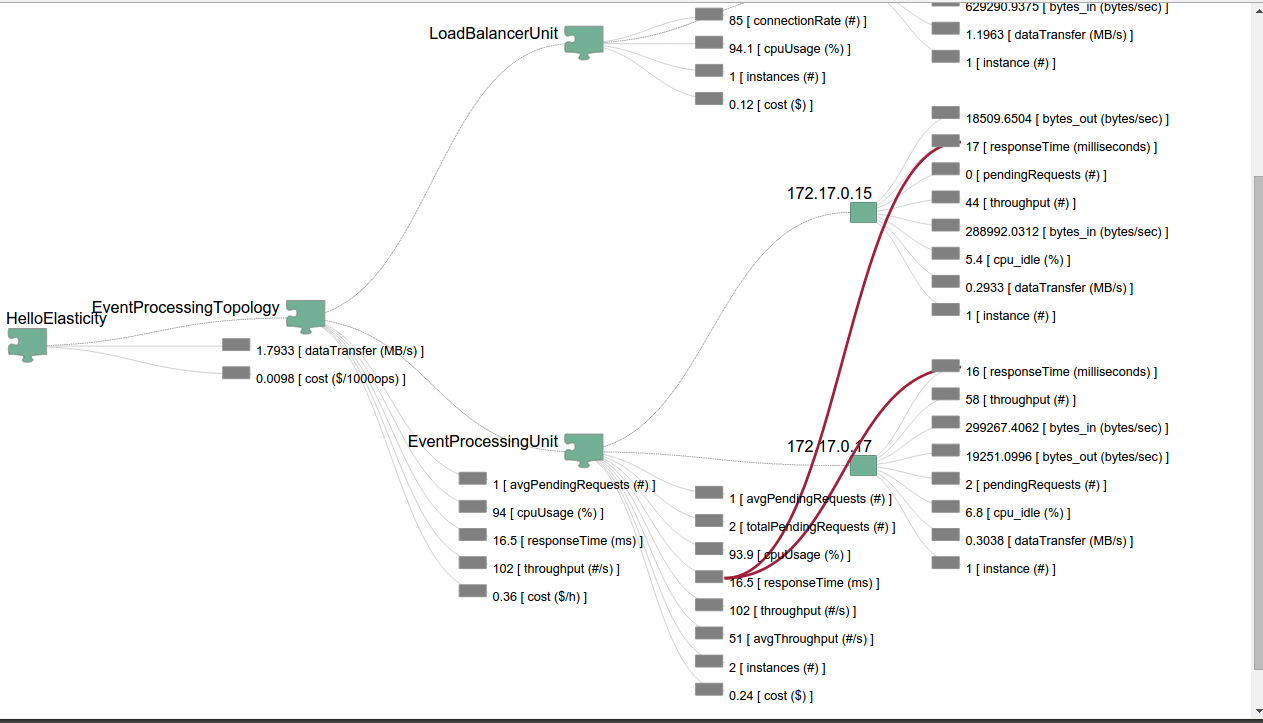 LoadBalancerUnit
85 [ connectionRate (#) ]
94.1 [ cpuUsage (%) ]
1 [ instances (#) ]
0.12 [ cost ($) ]
629290.9375 [ bytes_in (bytes/sec) ]
1.1963 [ dataTransfer (MB/s) ]
1 [ instance (#) ]
172.17.0.15
18509.6504 [ bytes_out (bytes/sec) ]
17 [ responseTime (milliseconds) ]
0 [ pendingRequests (#) ]
44 [ throughput (#) ]
288992.0312 [ bytes_in (bytes/sec) ]
5.4 [ cpu_idle (%) ]
0.2933 [ dataTransfer (MB/s) ]
1 [ instance (#) ]
HelloElasticity
EventProcessingTopology
1.7933 [ dataTransfer (MB/s) ]
0.0098 [ cost ($/1000ops) ]
EventProcessingUnit
1 [ avgPendingRequests (#) ]
94 [ cpuUsage (%) ]
16.5 [ responseTime (ms) ]
102 [ throughput (#/s) ]
0.36 [ cost ($/h) ]
1 [ avgPendingRequests (#) ]
2 [ totalPendingRequests (#) ]
93.9 [ cpuUsage (%) ]
16.5 [ responseTime (ms) ]
102 [ throughput (#/s) ]
51 [ avgThroughput (#/s) ]
2 [ instances (#) ]
0.24 [ cost ($) ]
172.17.0.17
16 [ responseTime (milliseconds) ]
58 [ throughput (#) ]
299267.4062 [ bytes_in (bytes/sec) ]
19251.0996 [ bytes_out (bytes/sec) ]
2 [ pendingRequests (#) ]
6.8 [ cpu_idle (%) ]
0.3038 [ dataTransfer (MB/s) ]
1 [ instance (#) ]